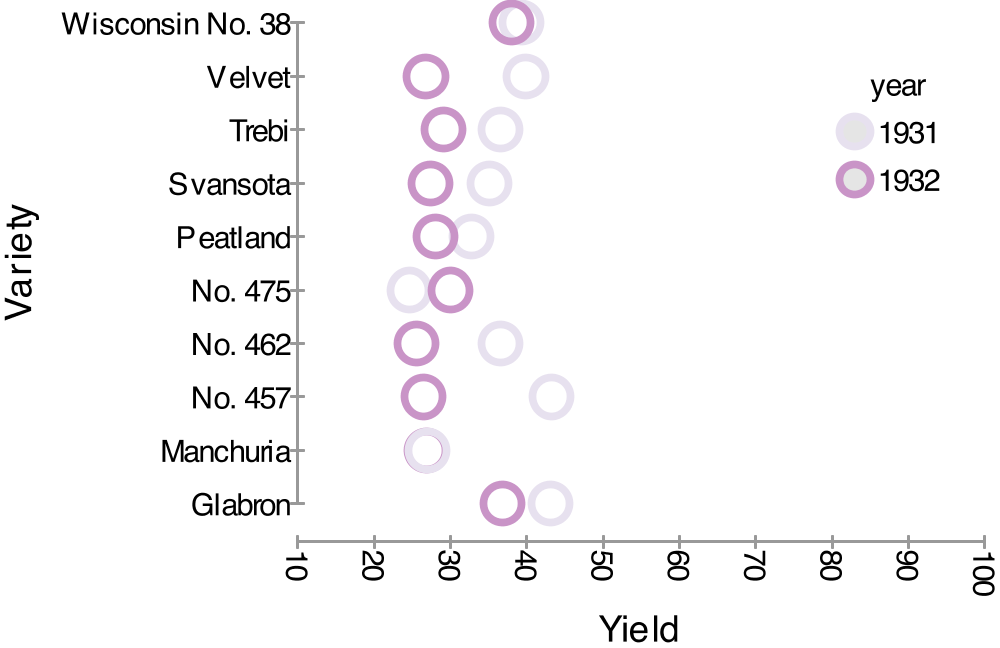 Wisconsin No. 38
Velvet
Trebi
Svansota
Peatland
No. 475
No. 462
No. 457
Manchuria
Glabron
Variety
10 20 30 40 50 60 70 80 90 100
Yield
year
1931
1932